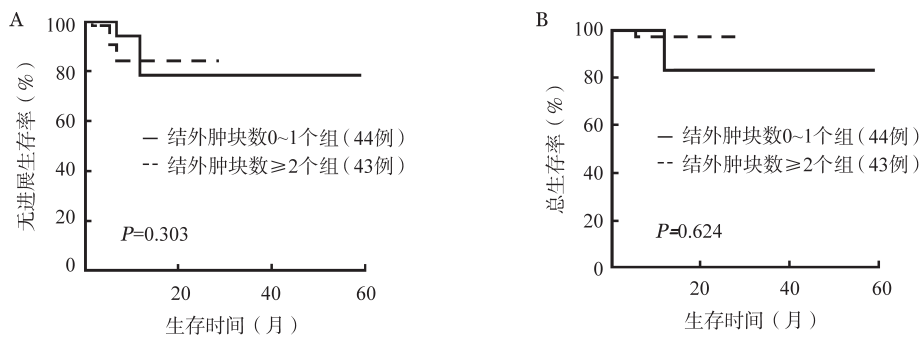 A
无进展生存率（%）
100
80
60
40
20
0
结外肿块数0~1个组（44例）
结外肿块数≥2个组（43例）
P=0.303
20 40 60
生存时间（月）
B
总生存率（%）
100
80
60
40
20
0
结外肿块数0~1个组（44例）
结外肿块数≥2个组（43例）
P=0.624
20 40 60
生存时间（月）